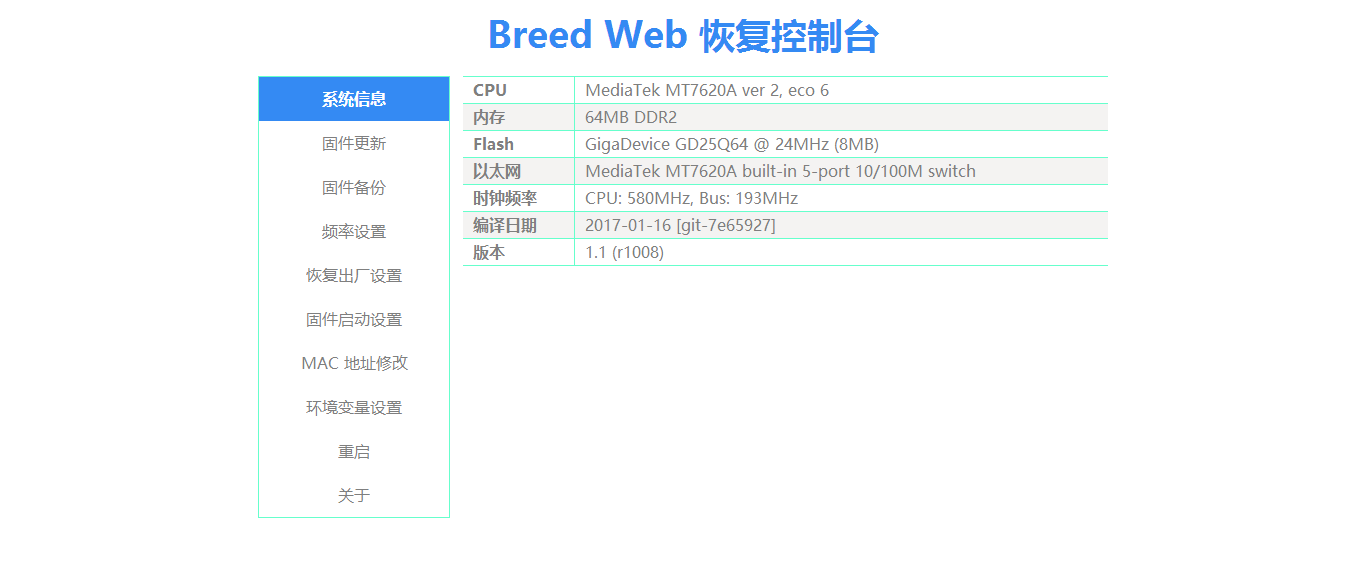 Breed Web 恢复控制台
系统信息
固件更新
固件备份
频率设置
恢复出厂设置
固件启动设置
MAC 地址修改
环境变量设置
重启
关于
CPU MediaTek MT7620A ver 2, eco 6
内存 64MB DDR2
Flash GigaDevice GD25Q64 @ 24MHz (8MB)
以太网 MediaTek MT7620A built-in 5-port 10/100M switch
时钟频率 CPU: 580MHz, Bus: 193MHz
编译日期 2017-01-16 [git-7e65927]
版本 1.1 (r1008)